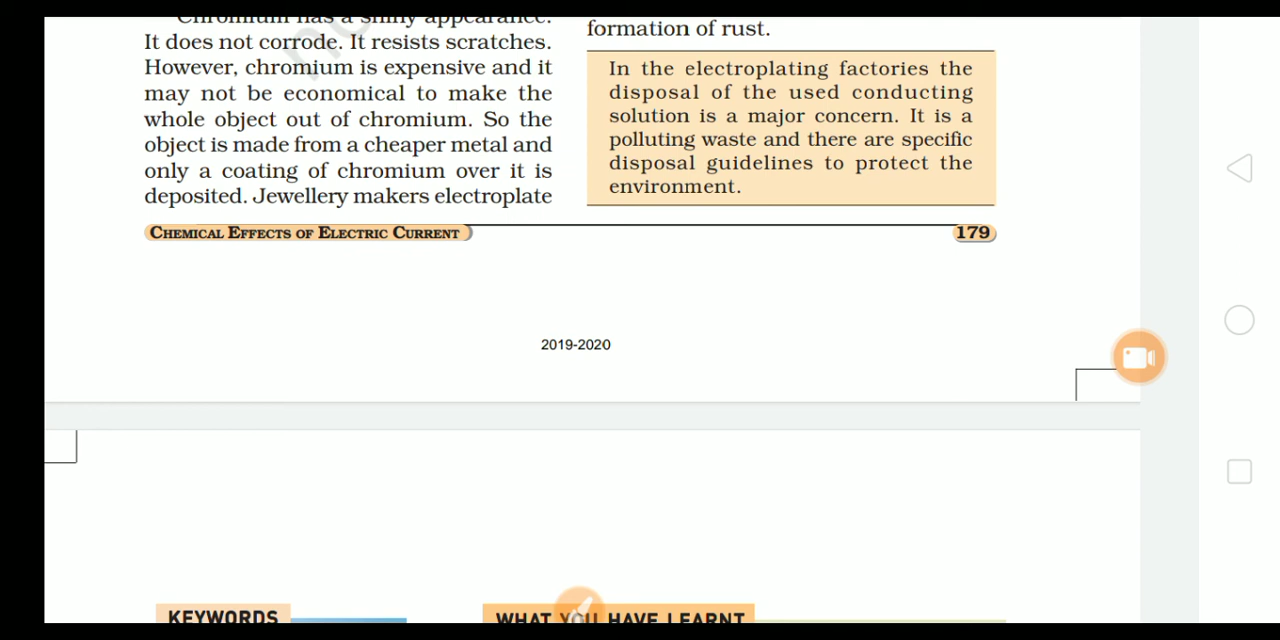 Chromium has a shiny appearance.
It does not corrode. It resists scratches.
However, chromium is expensive and it
may not be economical to make the
whole object out of chromium. So the
object is made from a cheaper metal and
only a coating of chromium over it is
deposited. Jewellery makers electroplate
formation of rust.
In the electroplating factories the
disposal of the used conducting
solution is a major concern. It is a
polluting waste and there are specific
disposal guidelines to protect the
environment.
CHEMICAL EFFECTS OF ELECTRIC CURRENT
179
2019-2020
KEYWORDS
WHAT YOU HAVE LEARNT